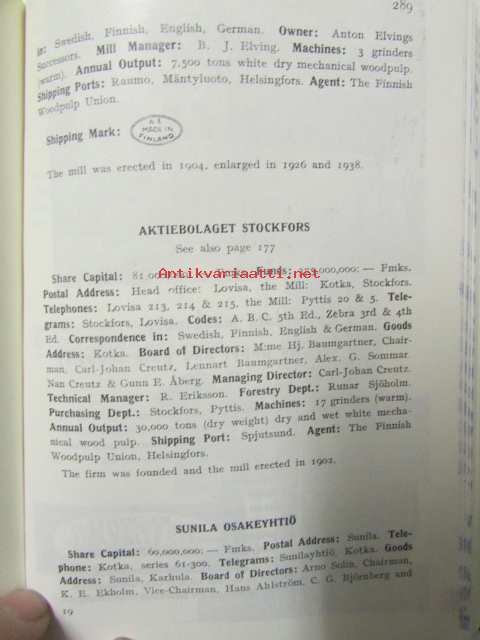 289
in: Swedish, Finnish, English, German. Owner: Anton Elvings
Successors. Mill Manager: B. J. Elving. Machines: 3 grinders
(warm). Annual Output: 7,500 tons white dry mechanical woodpulp.
Shipping Ports: Raumo, Mäntyluoto, Helsingfors. Agent: The Finnish
Woodpulp Union.
Shipping Mark:
A E
MADE IN
FINLAND
The mill was erected in 1904, enlarged in 1926 and 1938.
AKTIEBOLAGET STOCKFORS
See also page 177
Antikvariaatti.net
Share Capital: Funds: — Fmks.
Postal Address: Head office: Lovisa, the Mill: Kotka, Stockfors.
Telephones: Lovisa 213, 214 & 215, the Mill: Pyttis 20 & 5. Tele-
grams: Stockfors, Lovisa. Codes: A. B. C. 5th Ed., Zebra 3rd & 4th
Ed. Correspondence in: Swedish, Finnish, English & German. Goods
Address: Kotka. Board of Directors: M:me Hj. Baumgartner, Chair-
man, Carl-Johan Creutz, Lennart Baumgartner, Alex. G. Sommar,
Nan Creutz & Gunn E. Åberg. Managing Director: Carl-Johan Creutz.
Technical Manager: R. Eriksson. Forestry Dept.: Runar Sjöholm.
Purchasing Dept.: Stockfors, Pyttis. Machines: 17 grinders (warm).
Annual Output: 30,000 tons (dry weight) dry and wet white mecha-
nical wood pulp. Shipping Port: Spjutsund. Agent: The Finnish
Woodpulp Union, Helsingfors.
The firm was founded and the mill erected in 1902.
SUNILA OSAKEYHTIÖ
Share Capital: 60,000,000: — Fmks. Postal Address: Sunila. Tele-
phone: Kotka, series 61-300. Telegrams: Sunilayhtiö, Kotka. Goods
Address: Sunila, Karhula. Board of Directors: Arno Solin, Chairman,
K. E. Ekholm, Vice-Chairman, Hans Ahlström, C. G. Björnberg and
19